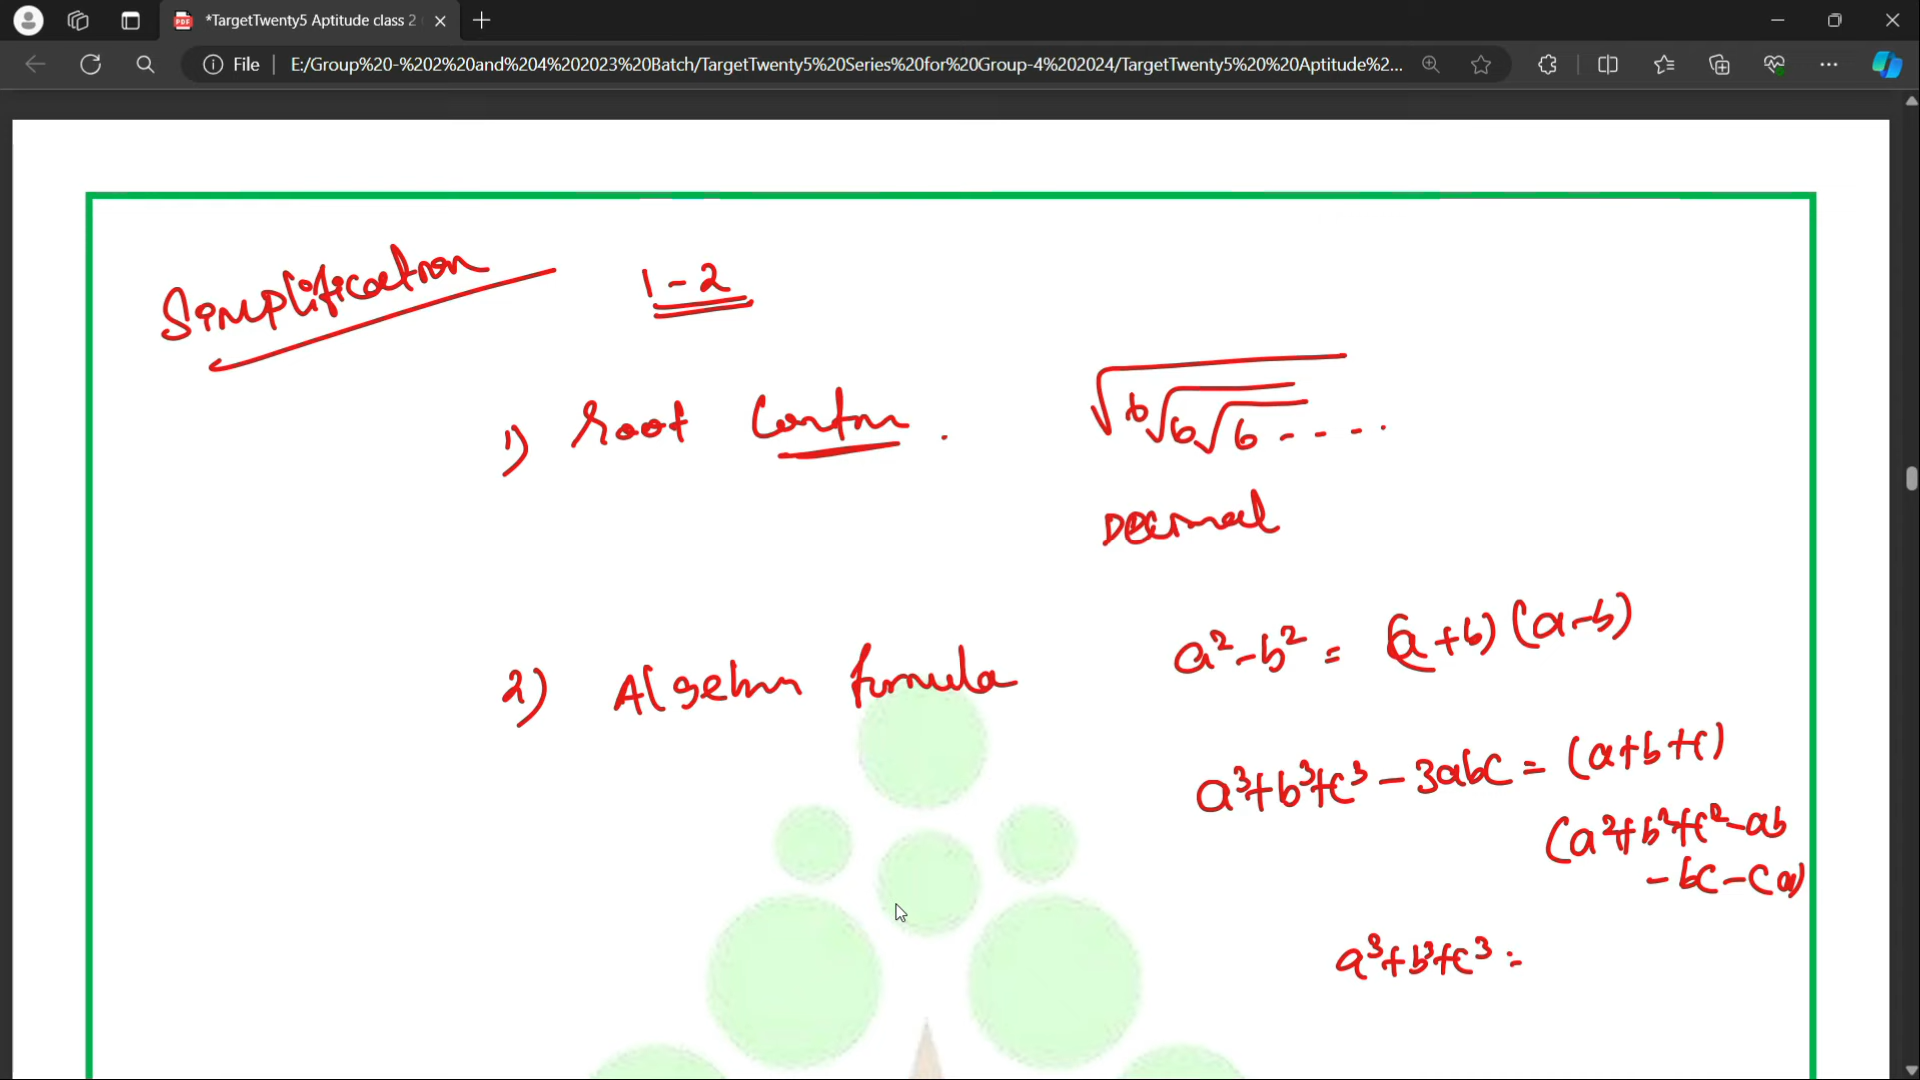 *TargetTwenty5 Aptitude class 2
File | E:/Group%20-%202%20and%204%202023%20Batch/TargetTwenty5%20Series%20for%20Group-4%202024/TargetTwenty5%20%20Aptitude%2...
Simplification 1-2
1) Root
√6√6√6 - - - -
Decimal
2) Algebra formula
a²-b² = (a+b) (a-b)
a³+b³+c³ - 3abc = (a+b+c)
(a²+b²+c²-ab
-bc-ca)
a³+b³+c³ =